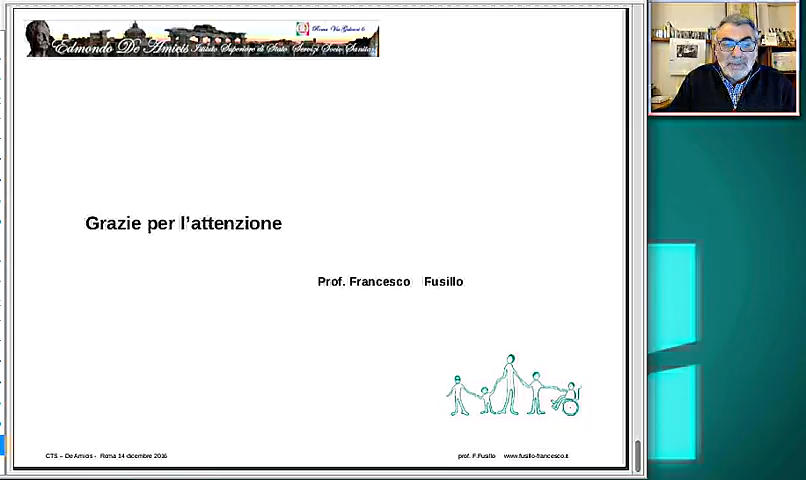 Roma Via Galvani 6
Edmondo De Amicis Istituto Superiore di Stato Servizi Socio Sanitari
Grazie per l’attenzione
Prof. Francesco Fusillo
CTS – De Amicis - Roma 14 dicembre 2016
prof. F.Fusillo www.fusillo-francesco.it